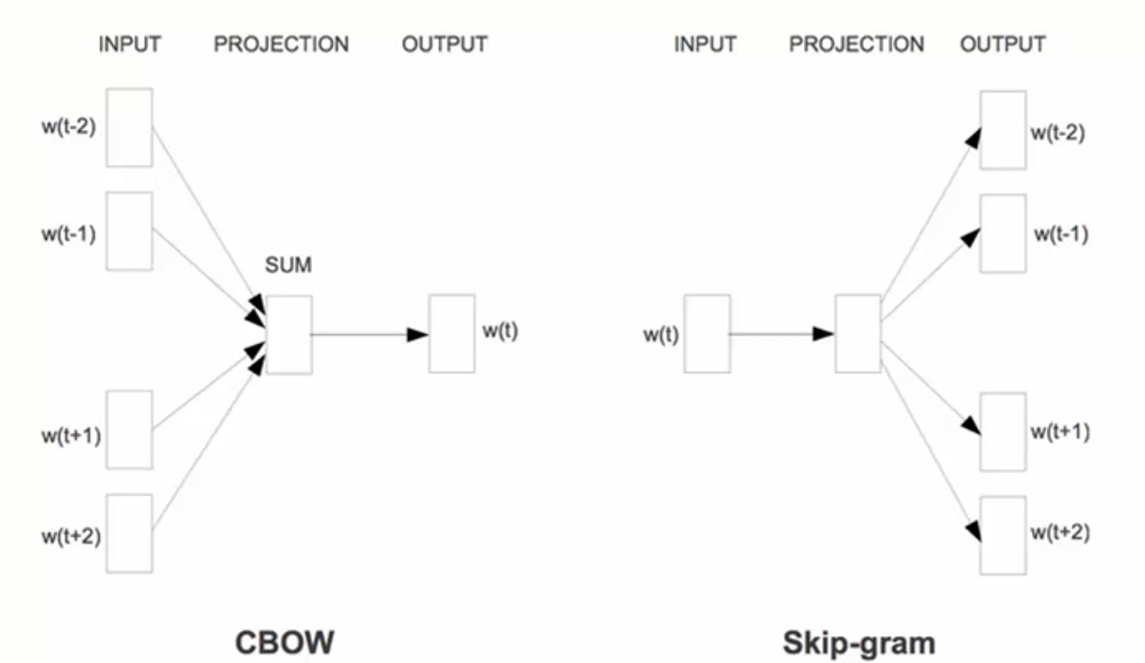 INPUT PROJECTION OUTPUT
w(t-2)
w(t-1)
SUM
w(t)
w(t+1)
w(t+2)
CBOW
INPUT PROJECTION OUTPUT
w(t-2)
w(t-1)
w(t)
w(t+1)
w(t+2)
Skip-gram